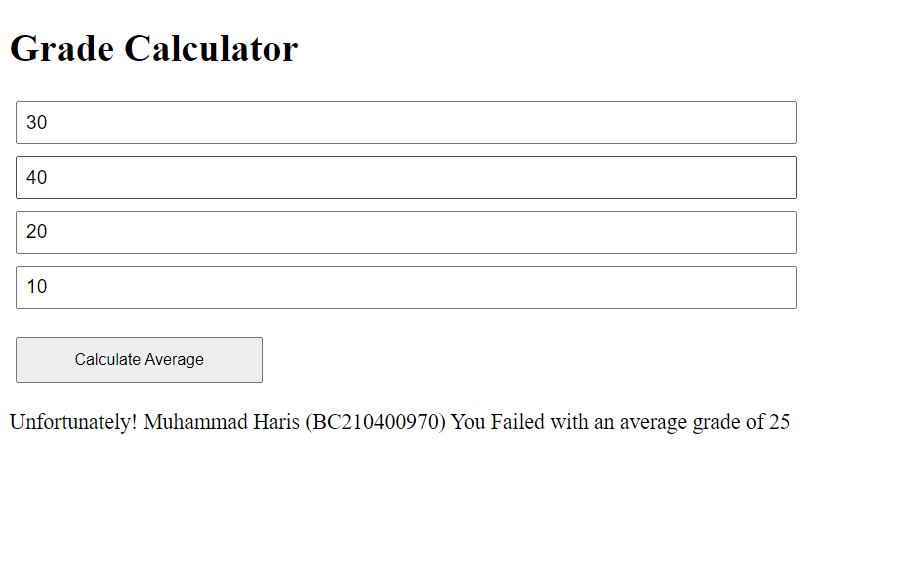 Grade Calculator
30
40
20
10
Calculate Average
Unfortunately! Muhammad Haris (BC210400970) You Failed with an average grade of 25